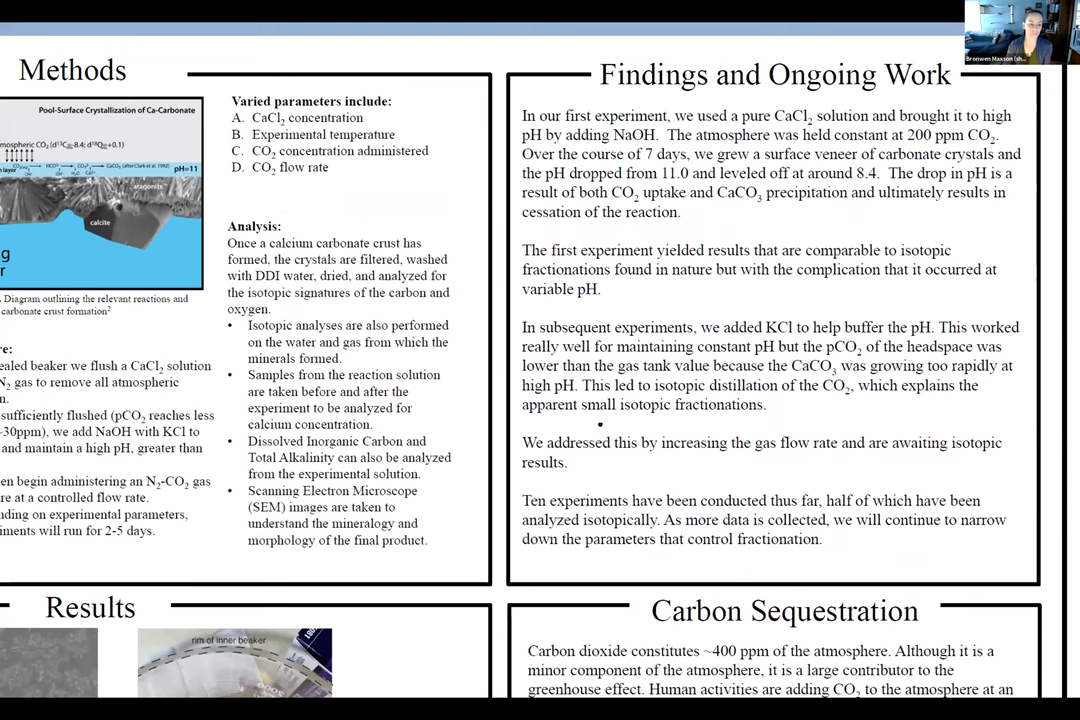 Bronwen Maxson (sh...
Methods
Pool-Surface Crystallization of Ca-Carbonate
pH=11
aragonite
calcite
g
r
Diagram outlining the relevant reactions and
carbonate crust formation²
re:
ealed beaker we flush a CaCl₂ solution
N₂ gas to remove all atmospheric
n.
sufficiently flushed (pCO₂ reaches less
~30ppm), we add NaOH with KCl to
and maintain a high pH, greater than
en begin administering an N₂-CO₂ gas
re at a controlled flow rate.
nding on experimental parameters,
iments will run for 2-5 days.
Varied parameters include:
A. CaCl₂ concentration
B. Experimental temperature
C. CO₂ concentration administered
D. CO₂ flow rate
Analysis:
Once a calcium carbonate crust has
formed, the crystals are filtered, washed
with DDI water, dried, and analyzed for
the isotopic signatures of the carbon and
oxygen.
• Isotopic analyses are also performed
on the water and gas from which the
minerals formed.
• Samples from the reaction solution
are taken before and after the
experiment to be analyzed for
calcium concentration.
• Dissolved Inorganic Carbon and
Total Alkalinity can also be analyzed
from the experimental solution.
• Scanning Electron Microscope
(SEM) images are taken to
understand the mineralogy and
morphology of the final product.
Findings and Ongoing Work
In our first experiment, we used a pure CaCl₂ solution and brought it to high
pH by adding NaOH. The atmosphere was held constant at 200 ppm CO₂.
Over the course of 7 days, we grew a surface veneer of carbonate crystals and
the pH dropped from 11.0 and leveled off at around 8.4. The drop in pH is a
result of both CO₂ uptake and CaCO₃ precipitation and ultimately results in
cessation of the reaction.
The first experiment yielded results that are comparable to isotopic
fractionations found in nature but with the complication that it occurred at
variable pH.
In subsequent experiments, we added KCl to help buffer the pH. This worked
really well for maintaining constant pH but the pCO₂ of the headspace was
lower than the gas tank value because the CaCO₃ was growing too rapidly at
high pH. This led to isotopic distillation of the CO₂, which explains the
apparent small isotopic fractionations.
We addressed this by increasing the gas flow rate and are awaiting isotopic
results.
Ten experiments have been conducted thus far, half of which have been
analyzed isotopically. As more data is collected, we will continue to narrow
down the parameters that control fractionation.
Results
rim of inner beaker
Carbon Sequestration
Carbon dioxide constitutes ~400 ppm of the atmosphere. Although it is a
minor component of the atmosphere, it is a large contributor to the
greenhouse effect. Human activities are adding CO₂ to the atmosphere at an